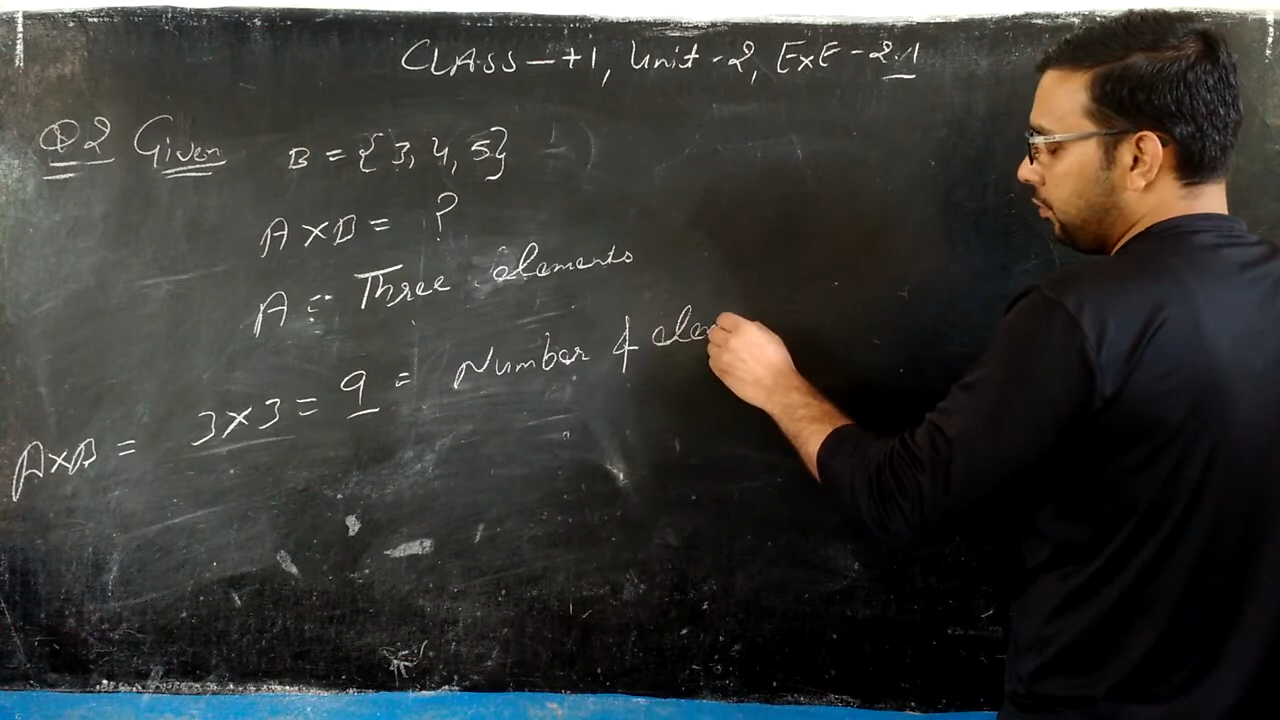 CLASS-+1, Unit-2, EXE-2.1
Q2 Given B = {3, 4, 5}
A×B = ?
A = Three elements
A×B = 3×3 = 9 = Number of ele